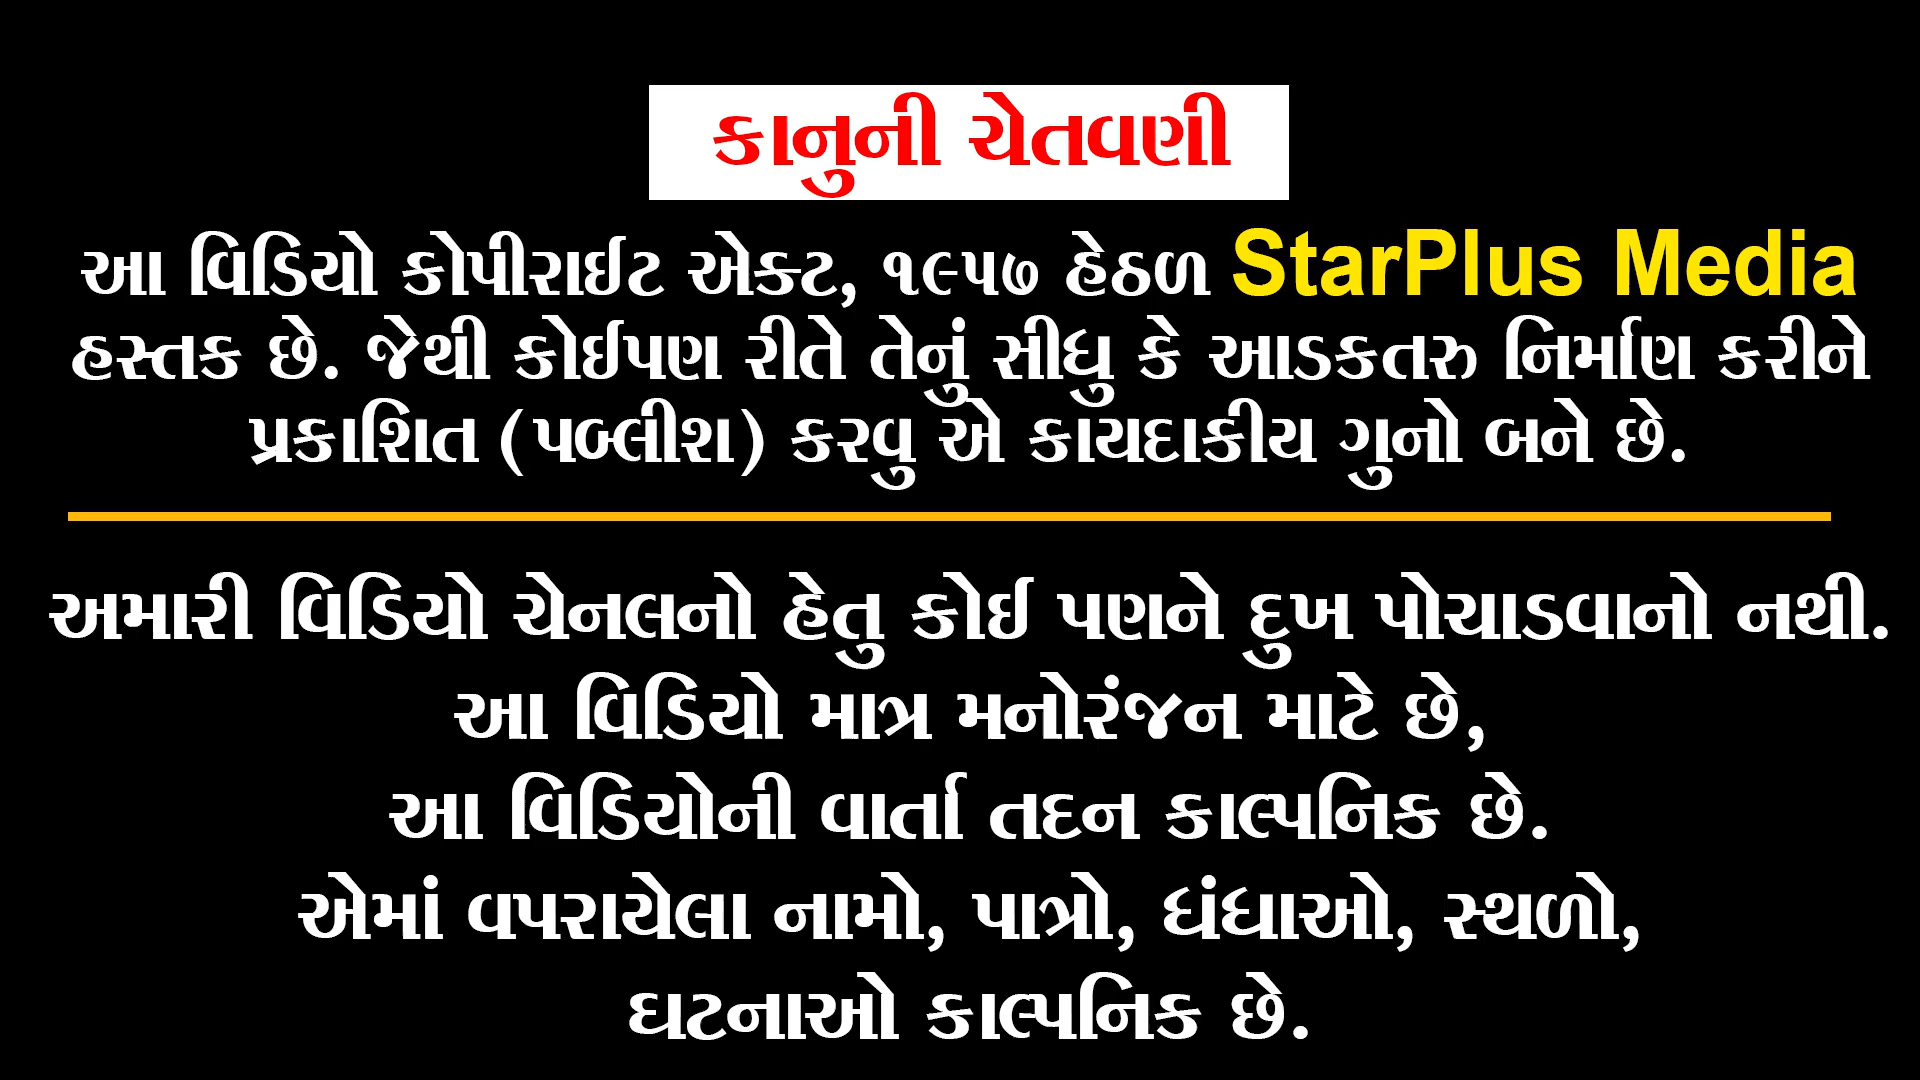 કાનુની ચેતવણી
આ વિડિયો કોપીરાઈટ એક્ટ, ૧૯૫૭ હેઠળ StarPlus Media
હસ્તક છે. જેથી કોઈપણ રીતે તેનું સીધુ કે આડકતરુ નિર્માણ કરીને
પ્રકાશિત (પબ્લીશ) કરવુ એ કાયદાકીય ગુનો બને છે.
અમારી વિડિયો ચેનલનો હેતુ કોઈ પણને દુખ પોચાડવાનો નથી.
આ વિડિયો માત્ર મનોરંજન માટે છે,
આ વિડિયોની વાર્તા તદન કાલ્પનિક છે.
એમાં વપરાયેલા નામો, પાત્રો, ધંધાઓ, સ્થળો,
ઘટનાઓ કાલ્પનિક છે.